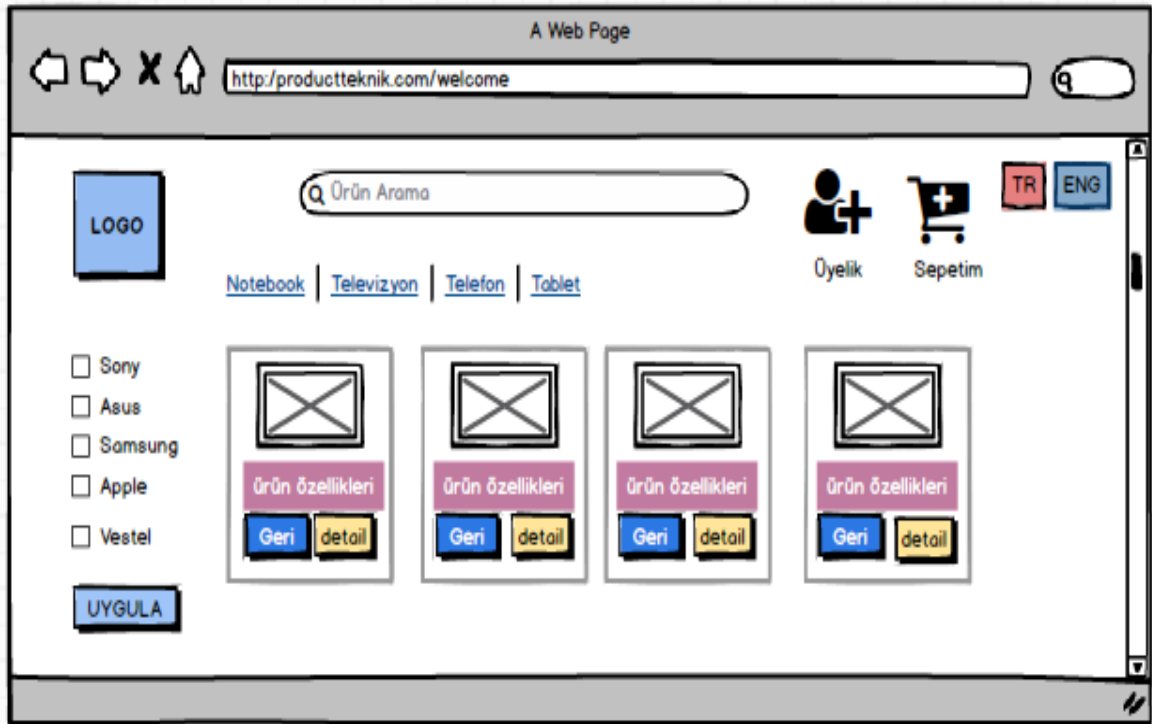 A Web Page
http:/productteknik.com/welcome
LOGO
Ürün Arama
Üyelik
Sepetim
TR
ENG
Notebook
Televizyon
Telefon
Tablet
Sony
Asus
Samsung
Apple
Vestel
UYGULA
ürün özellikleri
Geri
detail
ürün özellikleri
Geri
detail
ürün özellikleri
Geri
detail
ürün özellikleri
Geri
detail